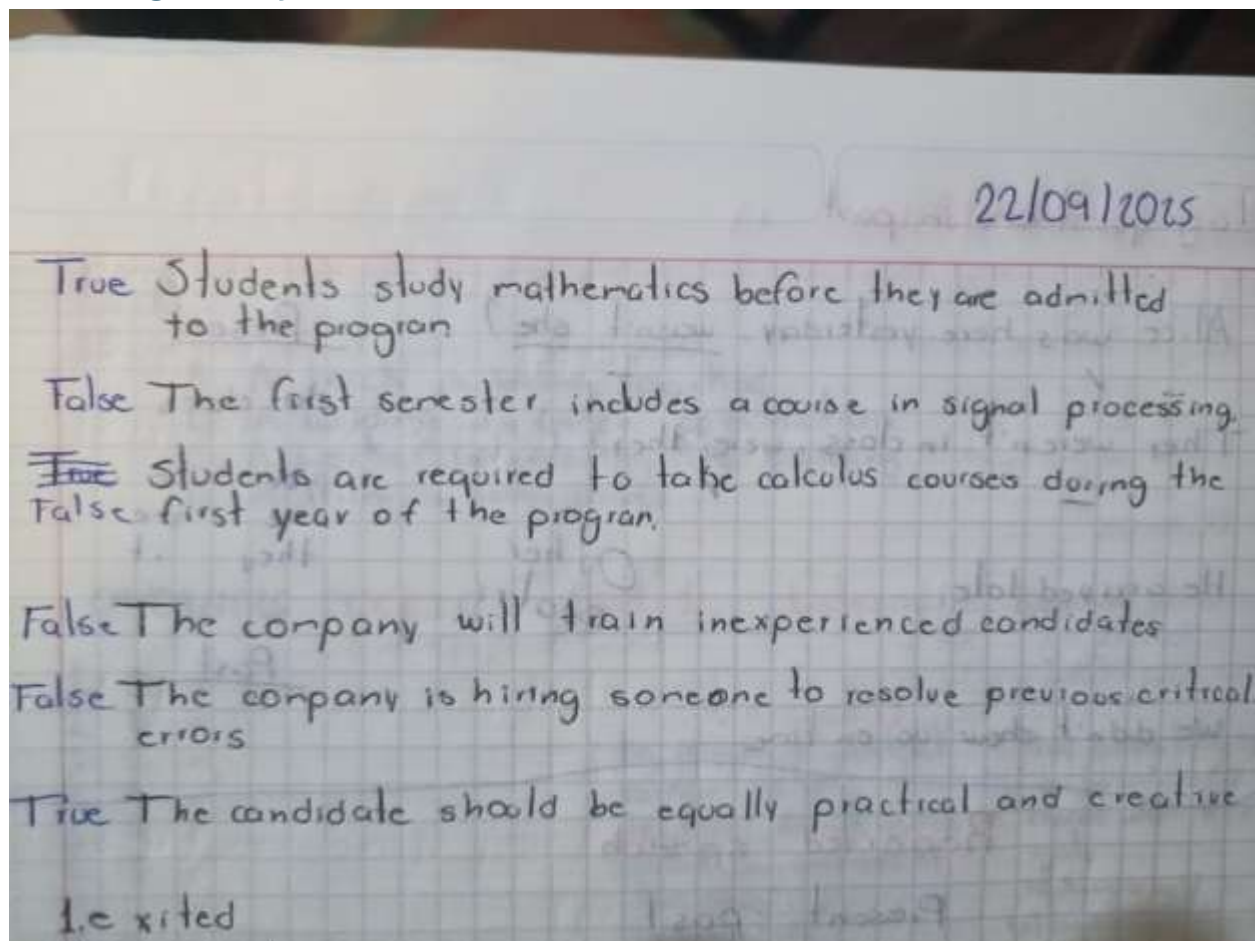 22/09/2025
True Students study mathematics before they are admitted
to the program
False The first semester includes a course in signal processing.
True Students are required to take calculus courses during the
False first year of the program.
False The company will train inexperienced candidates
False The company is hiring someone to resolve previous critical
errors
True The candidate should be equally practical and creative
1.e xited